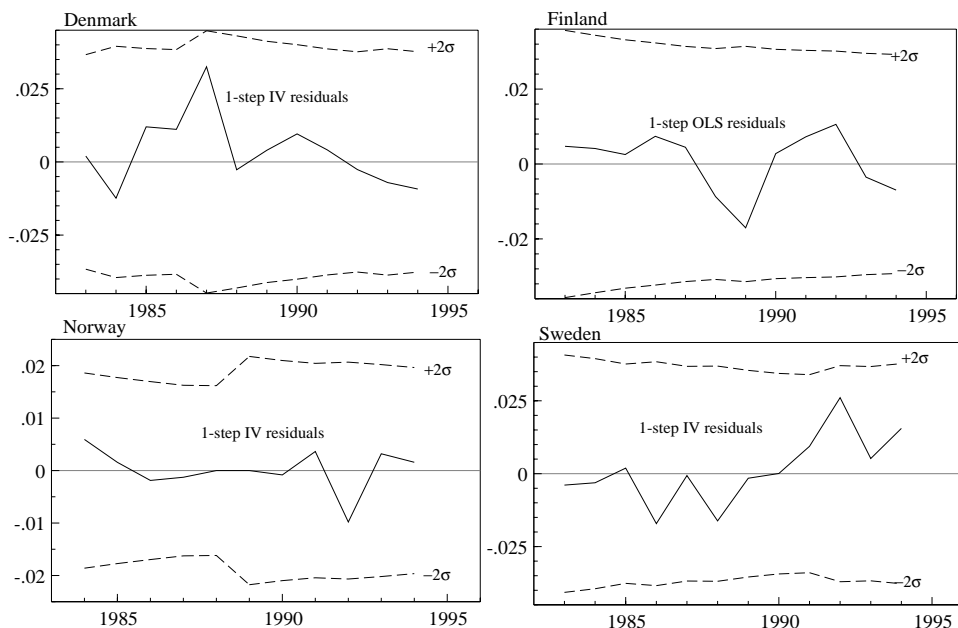 Denmark
+2σ
.025
1-step IV residuals
0
-.025
−2σ
1985 1990 1995
Finland
+2σ
.02
1-step OLS residuals
0
-.02
−2σ
1985 1990 1995
Norway
+2σ
.02
.01
1-step IV residuals
0
-.01
-.02
−2σ
1985 1990 1995
Sweden
+2σ
.025
1-step IV residuals
0
-.025
−2σ
1985 1990 1995